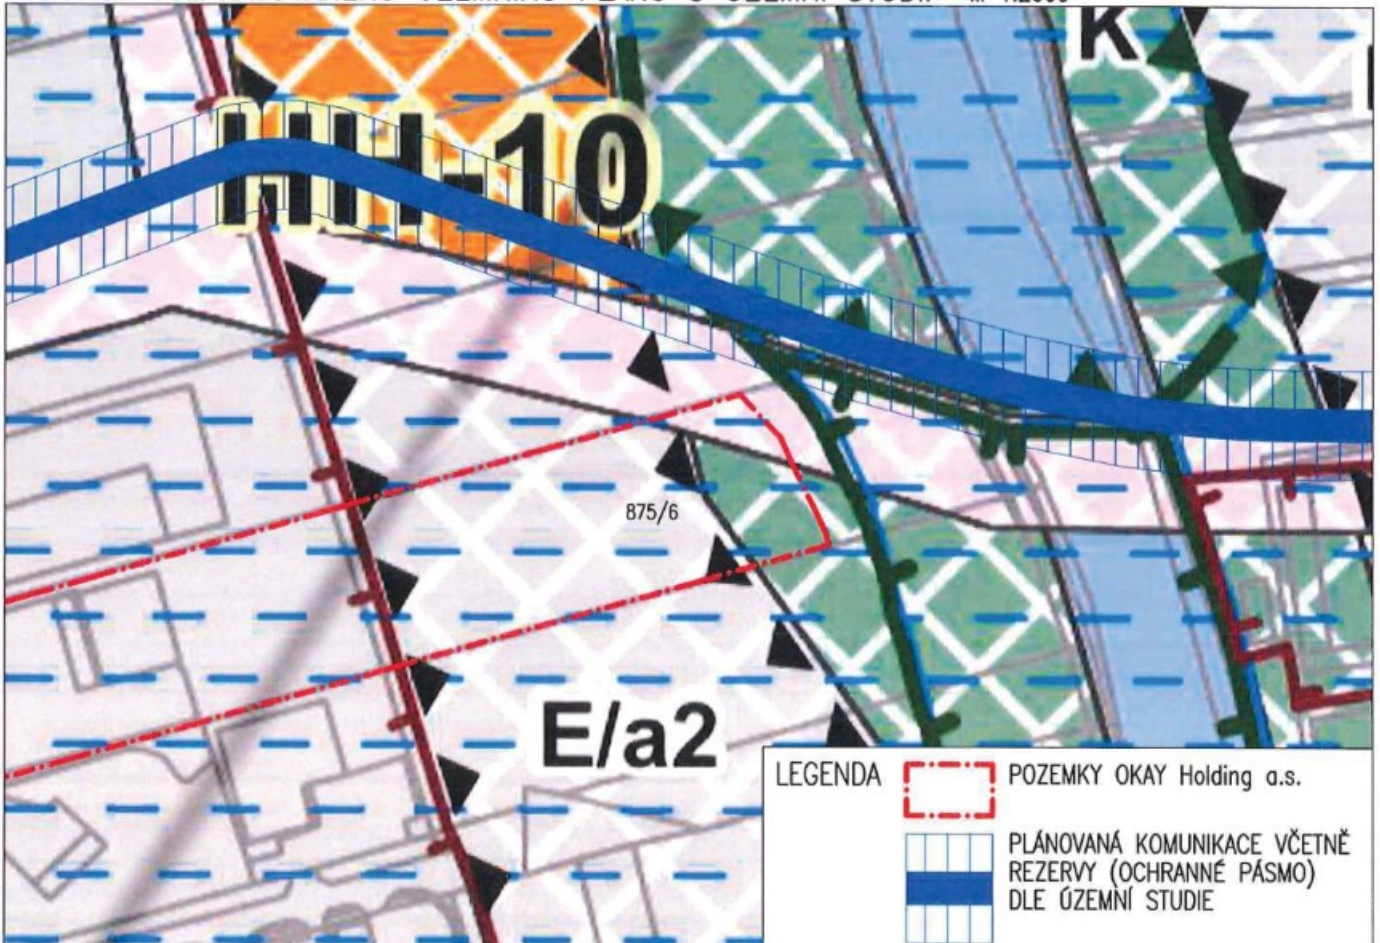 K
HH-10
875/6
E/a2
LEGENDA
POZEMKY OKAY Holding a.s.
PLÁNOVANÁ KOMUNIKACE VČETNĚ
REZERVY (OCHRANNÉ PÁSMO)
DLE ÚZEMNÍ STUDIE